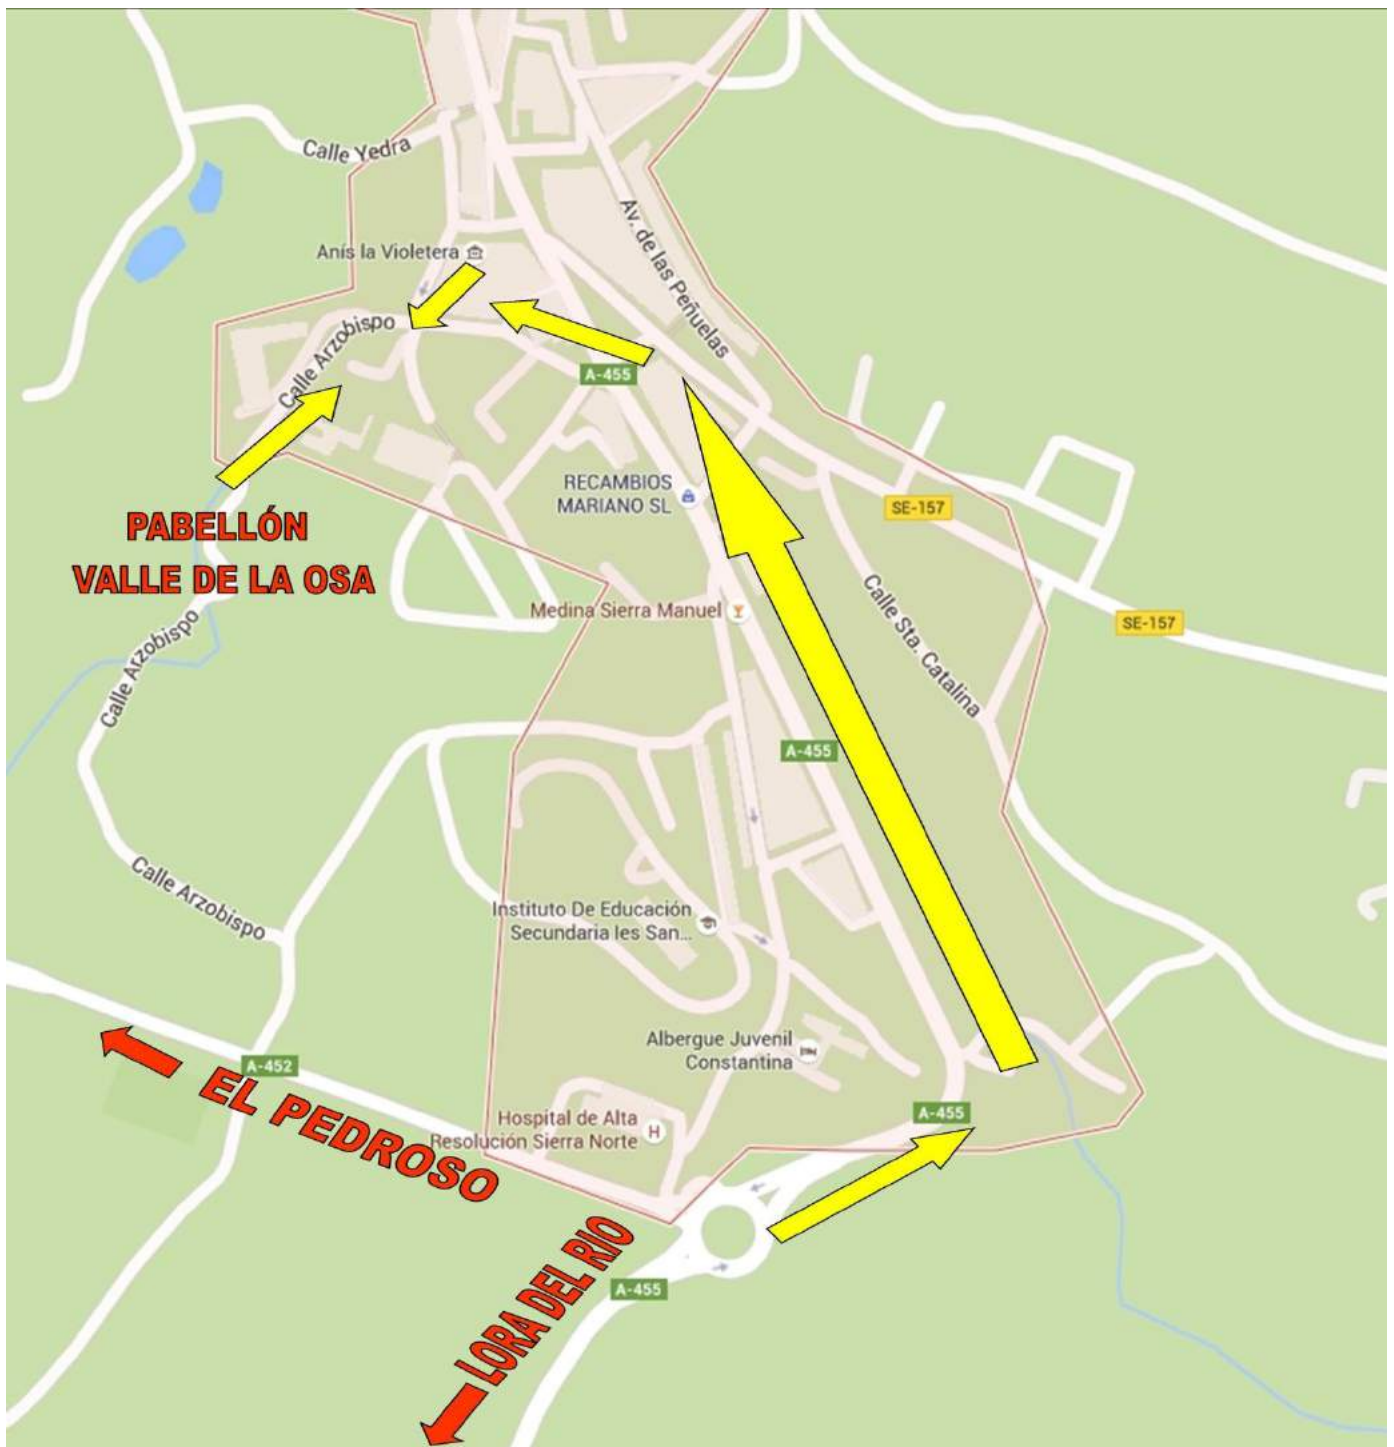 Calle Yedra
Av. de las Peñuelas
Anís la Violetera
Calle Arzobispo
A-455
RECAMBIOS
MARIANO SL
SE-157
PABELLÓN
VALLE DE LA OSA
Medina Sierra Manuel
Calle Sta. Catalina
SE-157
Calle Arzobispo
A-455
Calle Arzobispo
Instituto De Educación
Secundaria Ies San...
Albergue Juvenil
Constantina
A-452
EL PEDROSO
Hospital de Alta
Resolución Sierra Norte
H
A-455
LORA DEL RIO
A-455